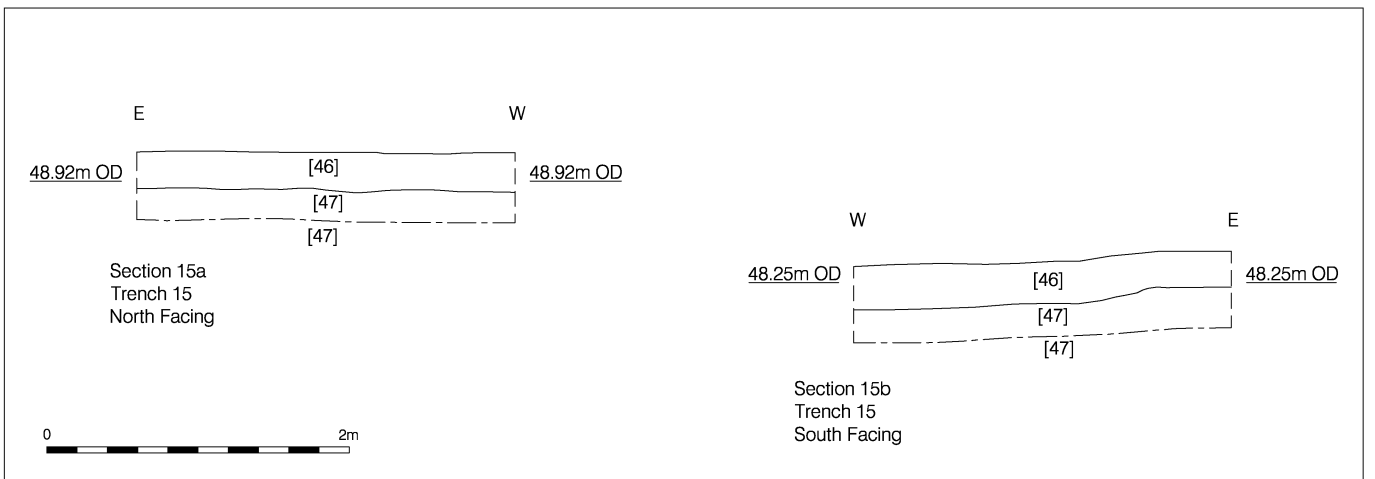 E
W
48.92m OD
[46]
48.92m OD
[47]
[47]
Section 15a
Trench 15
North Facing
W
E
48.25m OD
[46]
48.25m OD
[47]
[47]
Section 15b
Trench 15
South Facing
0
2m